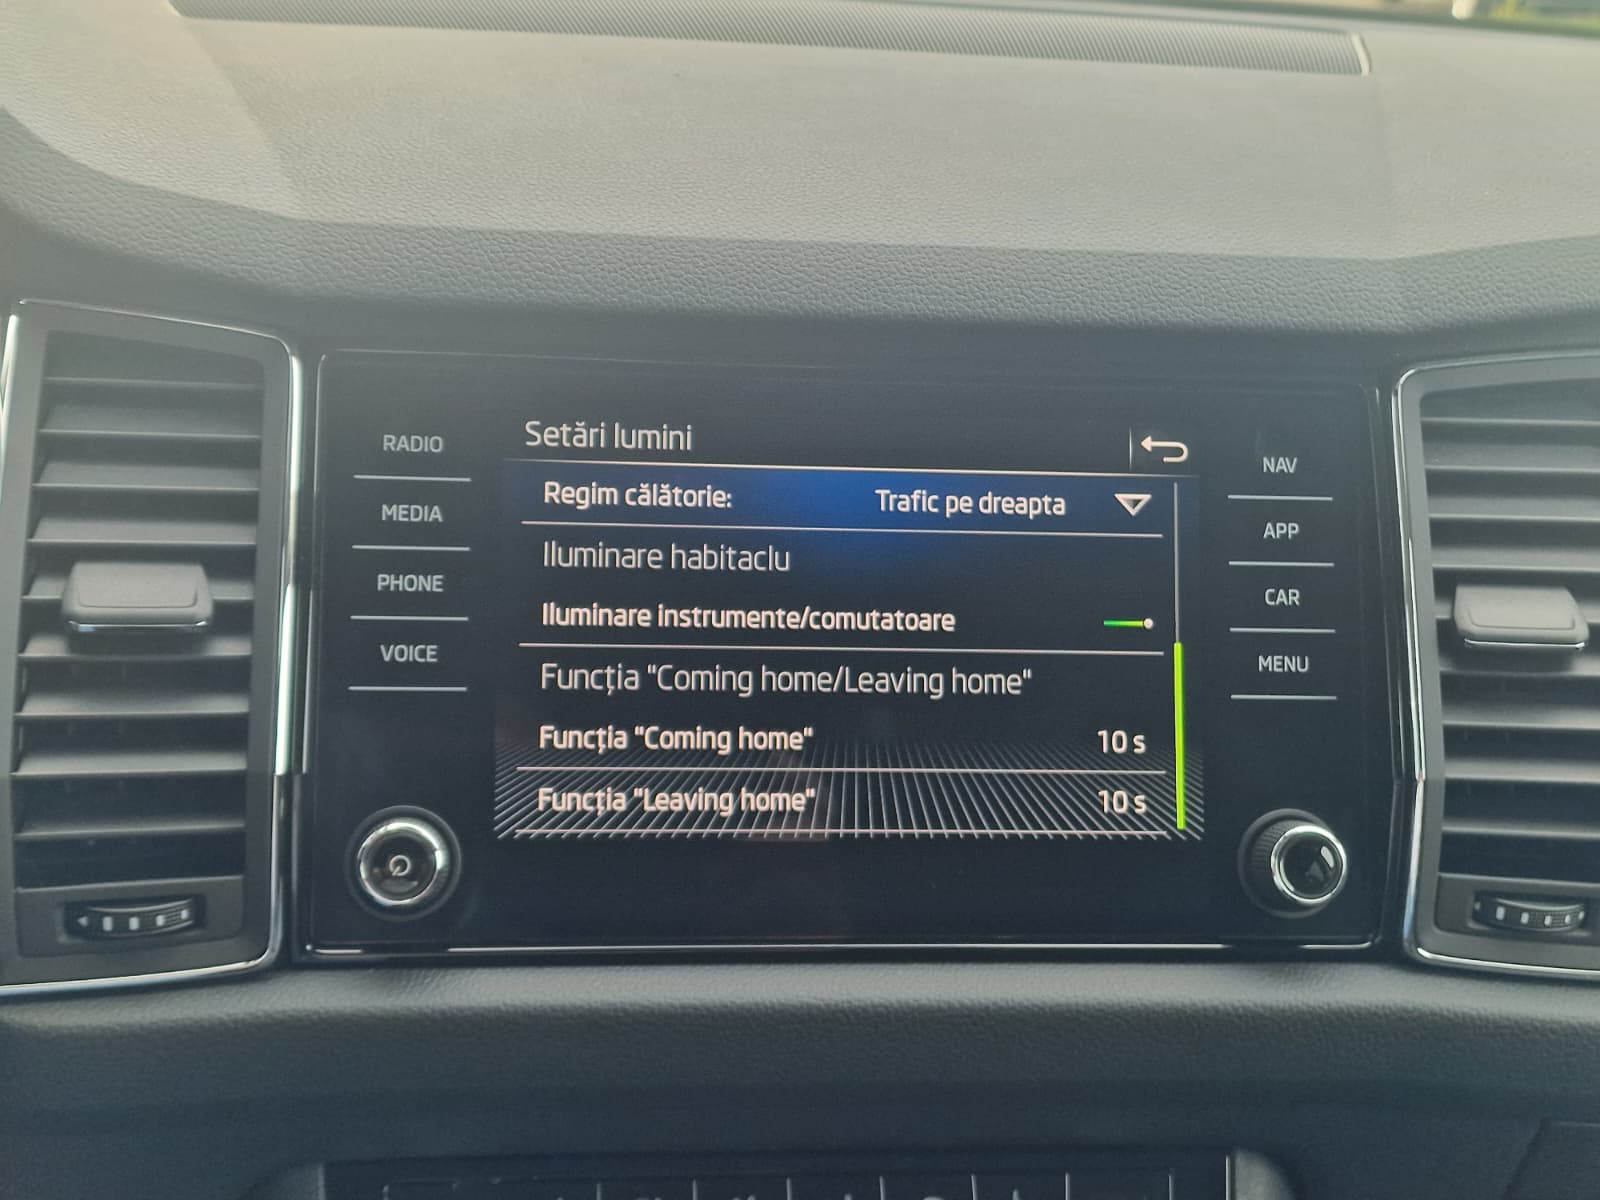 Setări lumini
Regim călătorie: Trafic pe dreapta
Iluminare habitaclu
Iluminare instrumente/comutatoare
Funcția "Coming home/Leaving home"
Funcția "Coming home" 10 s
Funcția "Leaving home" 10 s
RADIO
MEDIA
PHONE
VOICE
NAV
APP
CAR
MENU